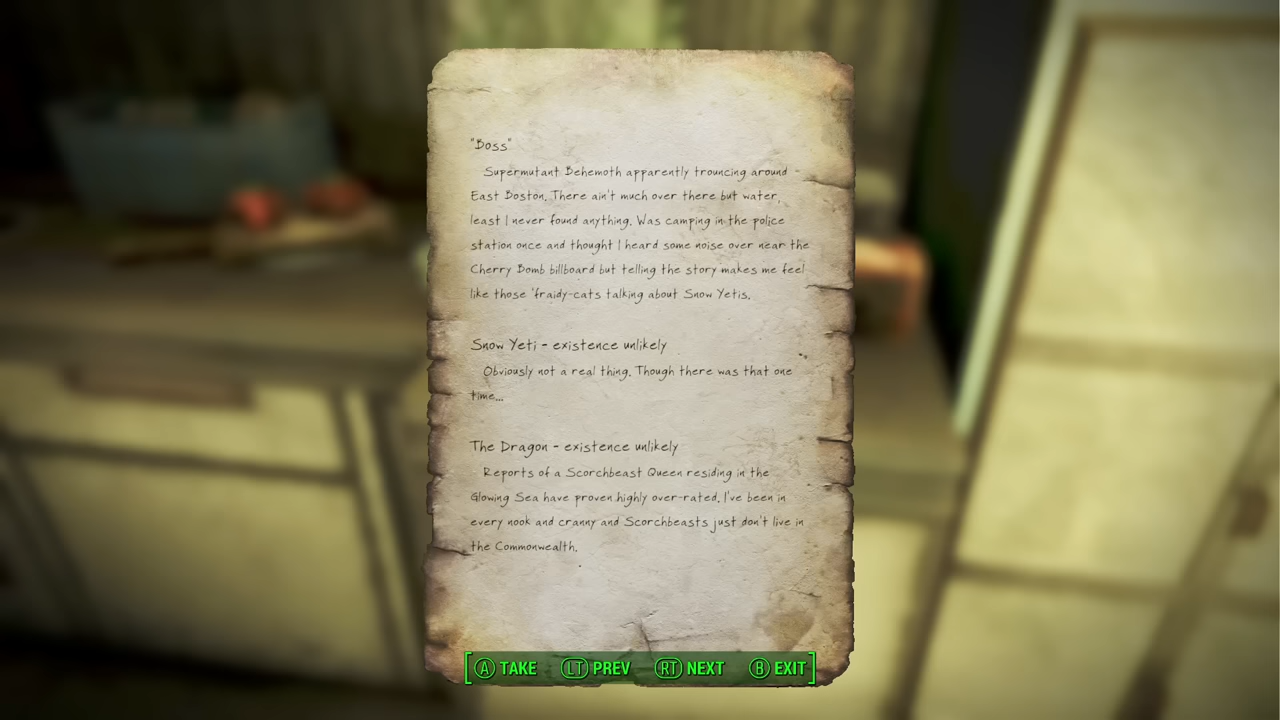 "Boss"
Supermutant Behemoth apparently trouncing around
East Boston. There ain't much over there but water,
least I never found anything. Was camping in the police
station once and thought I heard some noise over near the
Cherry Bomb billboard but telling the story makes me feel
like those 'fraidy-cats talking about Snow Yetis.
Snow Yeti - existence unlikely
Obviously not a real thing. Though there was that one
time...
The Dragon - existence unlikely
Reports of a Scorchbeast Queen residing in the
Glowing Sea have proven highly over-rated. I've been in
every nook and cranny and Scorchbeasts just don't live in
the Commonwealth.
A TAKE LT PREV RT NEXT B EXIT